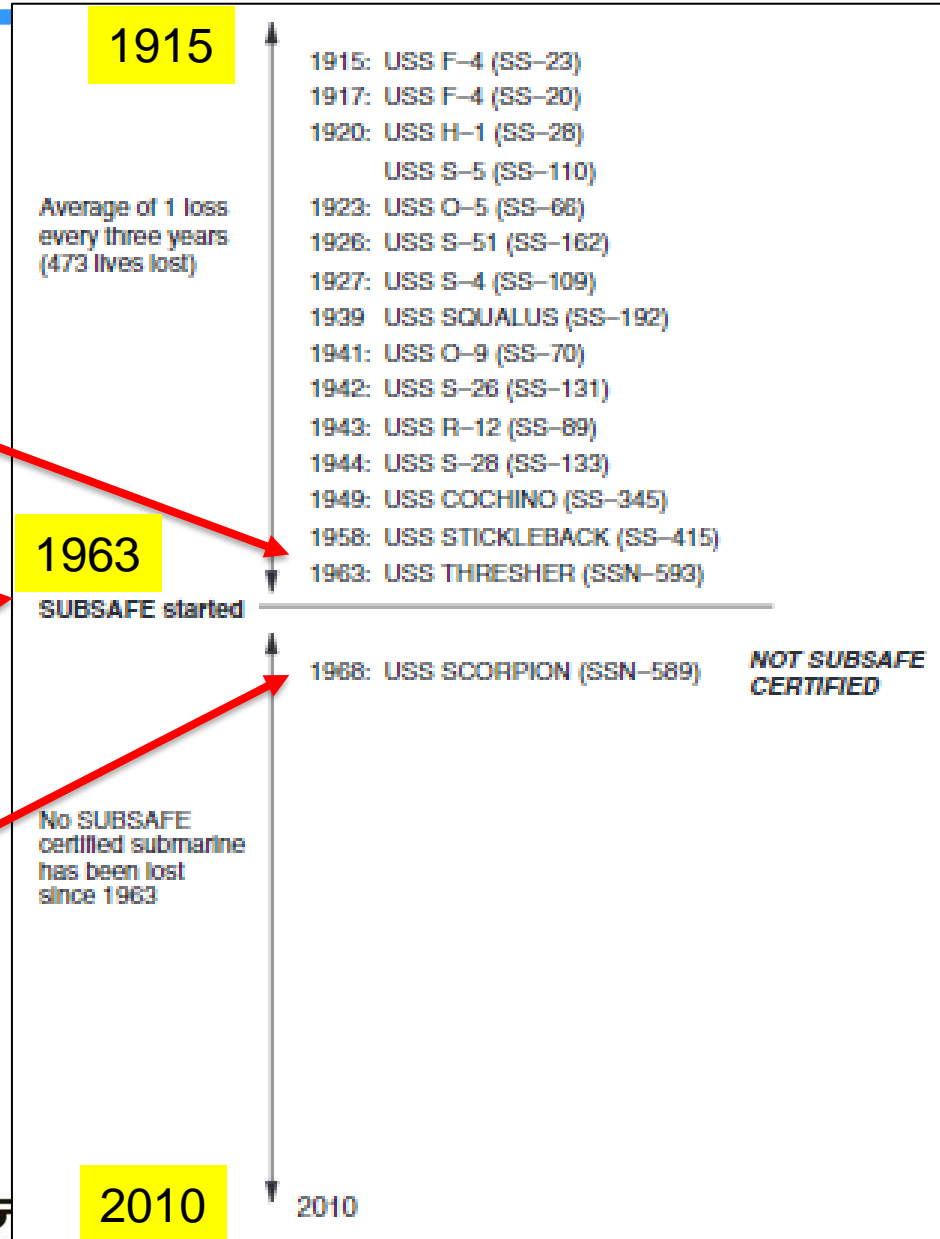 1915
1915: USS F–4 (SS–23)
1917: USS F–4 (SS–20)
1920: USS H–1 (SS–28)
USS S–5 (SS–110)
Average of 1 loss
every three years
(473 lives lost)
1923: USS O–5 (SS–66)
1926: USS S–51 (SS–162)
1927: USS S–4 (SS–109)
1939 USS SQUALUS (SS–192)
1941: USS O–9 (SS–70)
1942: USS S–26 (SS–131)
1943: USS R–12 (SS–89)
1944: USS S–28 (SS–133)
1949: USS COCHINO (SS–345)
1958: USS STICKLEBACK (SS–415)
1963: USS THRESHER (SSN–593)
1963
SUBSAFE started
1968: USS SCORPION (SSN–589)
NOT SUBSAFE
CERTIFIED
No SUBSAFE
certified submarine
has been lost
since 1963
2010
2010